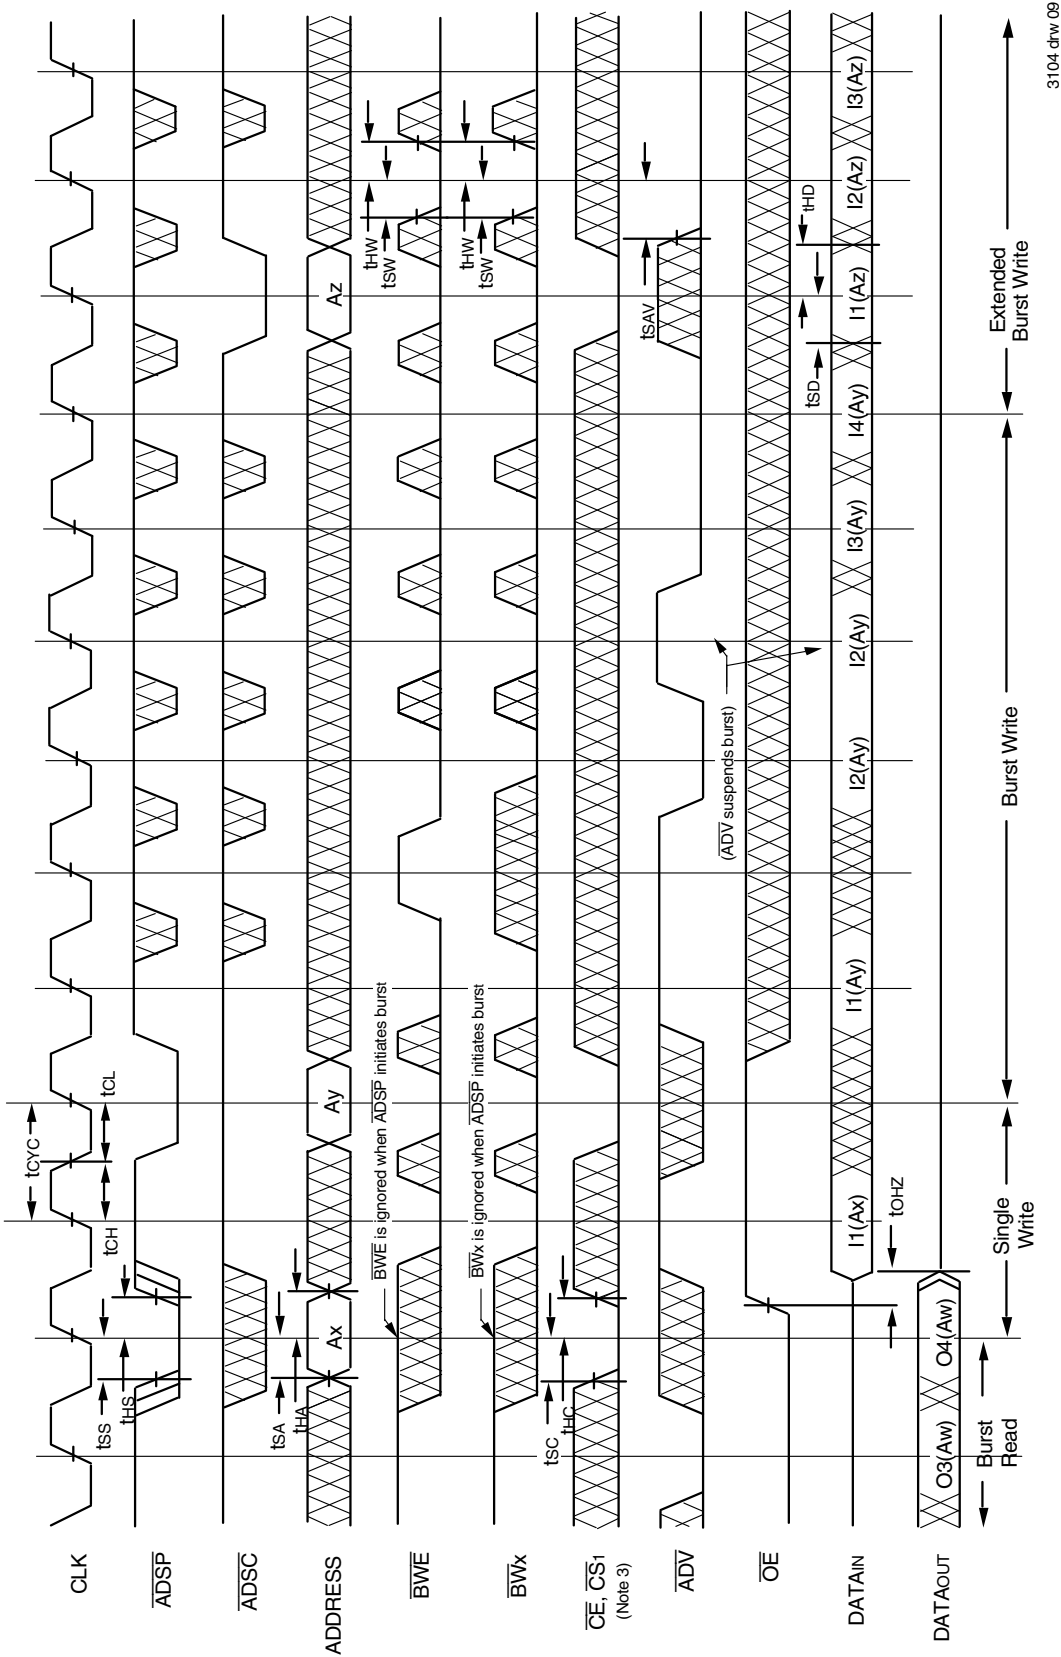 CLK
tCYC
tCH
tCL
ADSP
tSS
tHS
ADSC
ADDRESS
tSA
tHA
Ax
Ay
Az
BWE
BWE is ignored when ADSP initiates burst
tHW
tSW
BWx
BWx is ignored when ADSP initiates burst
tHW
tSW
CE, CS1
(Note 3)
tSC
tHC
ADV
tSAV
(ADV suspends burst)
OE
DATAIN
I1(Ax)
I1(Ay)
I2(Ay)
I2(Ay)
I3(Ay)
I4(Ay)
I1(Az)
I2(Az)
I3(Az)
tSD
tHD
tOHZ
DATAOUT
O3(Aw)
O4(Aw)
Burst
Read
Single
Write
Burst Write
Extended
Burst Write
3104 drw 09